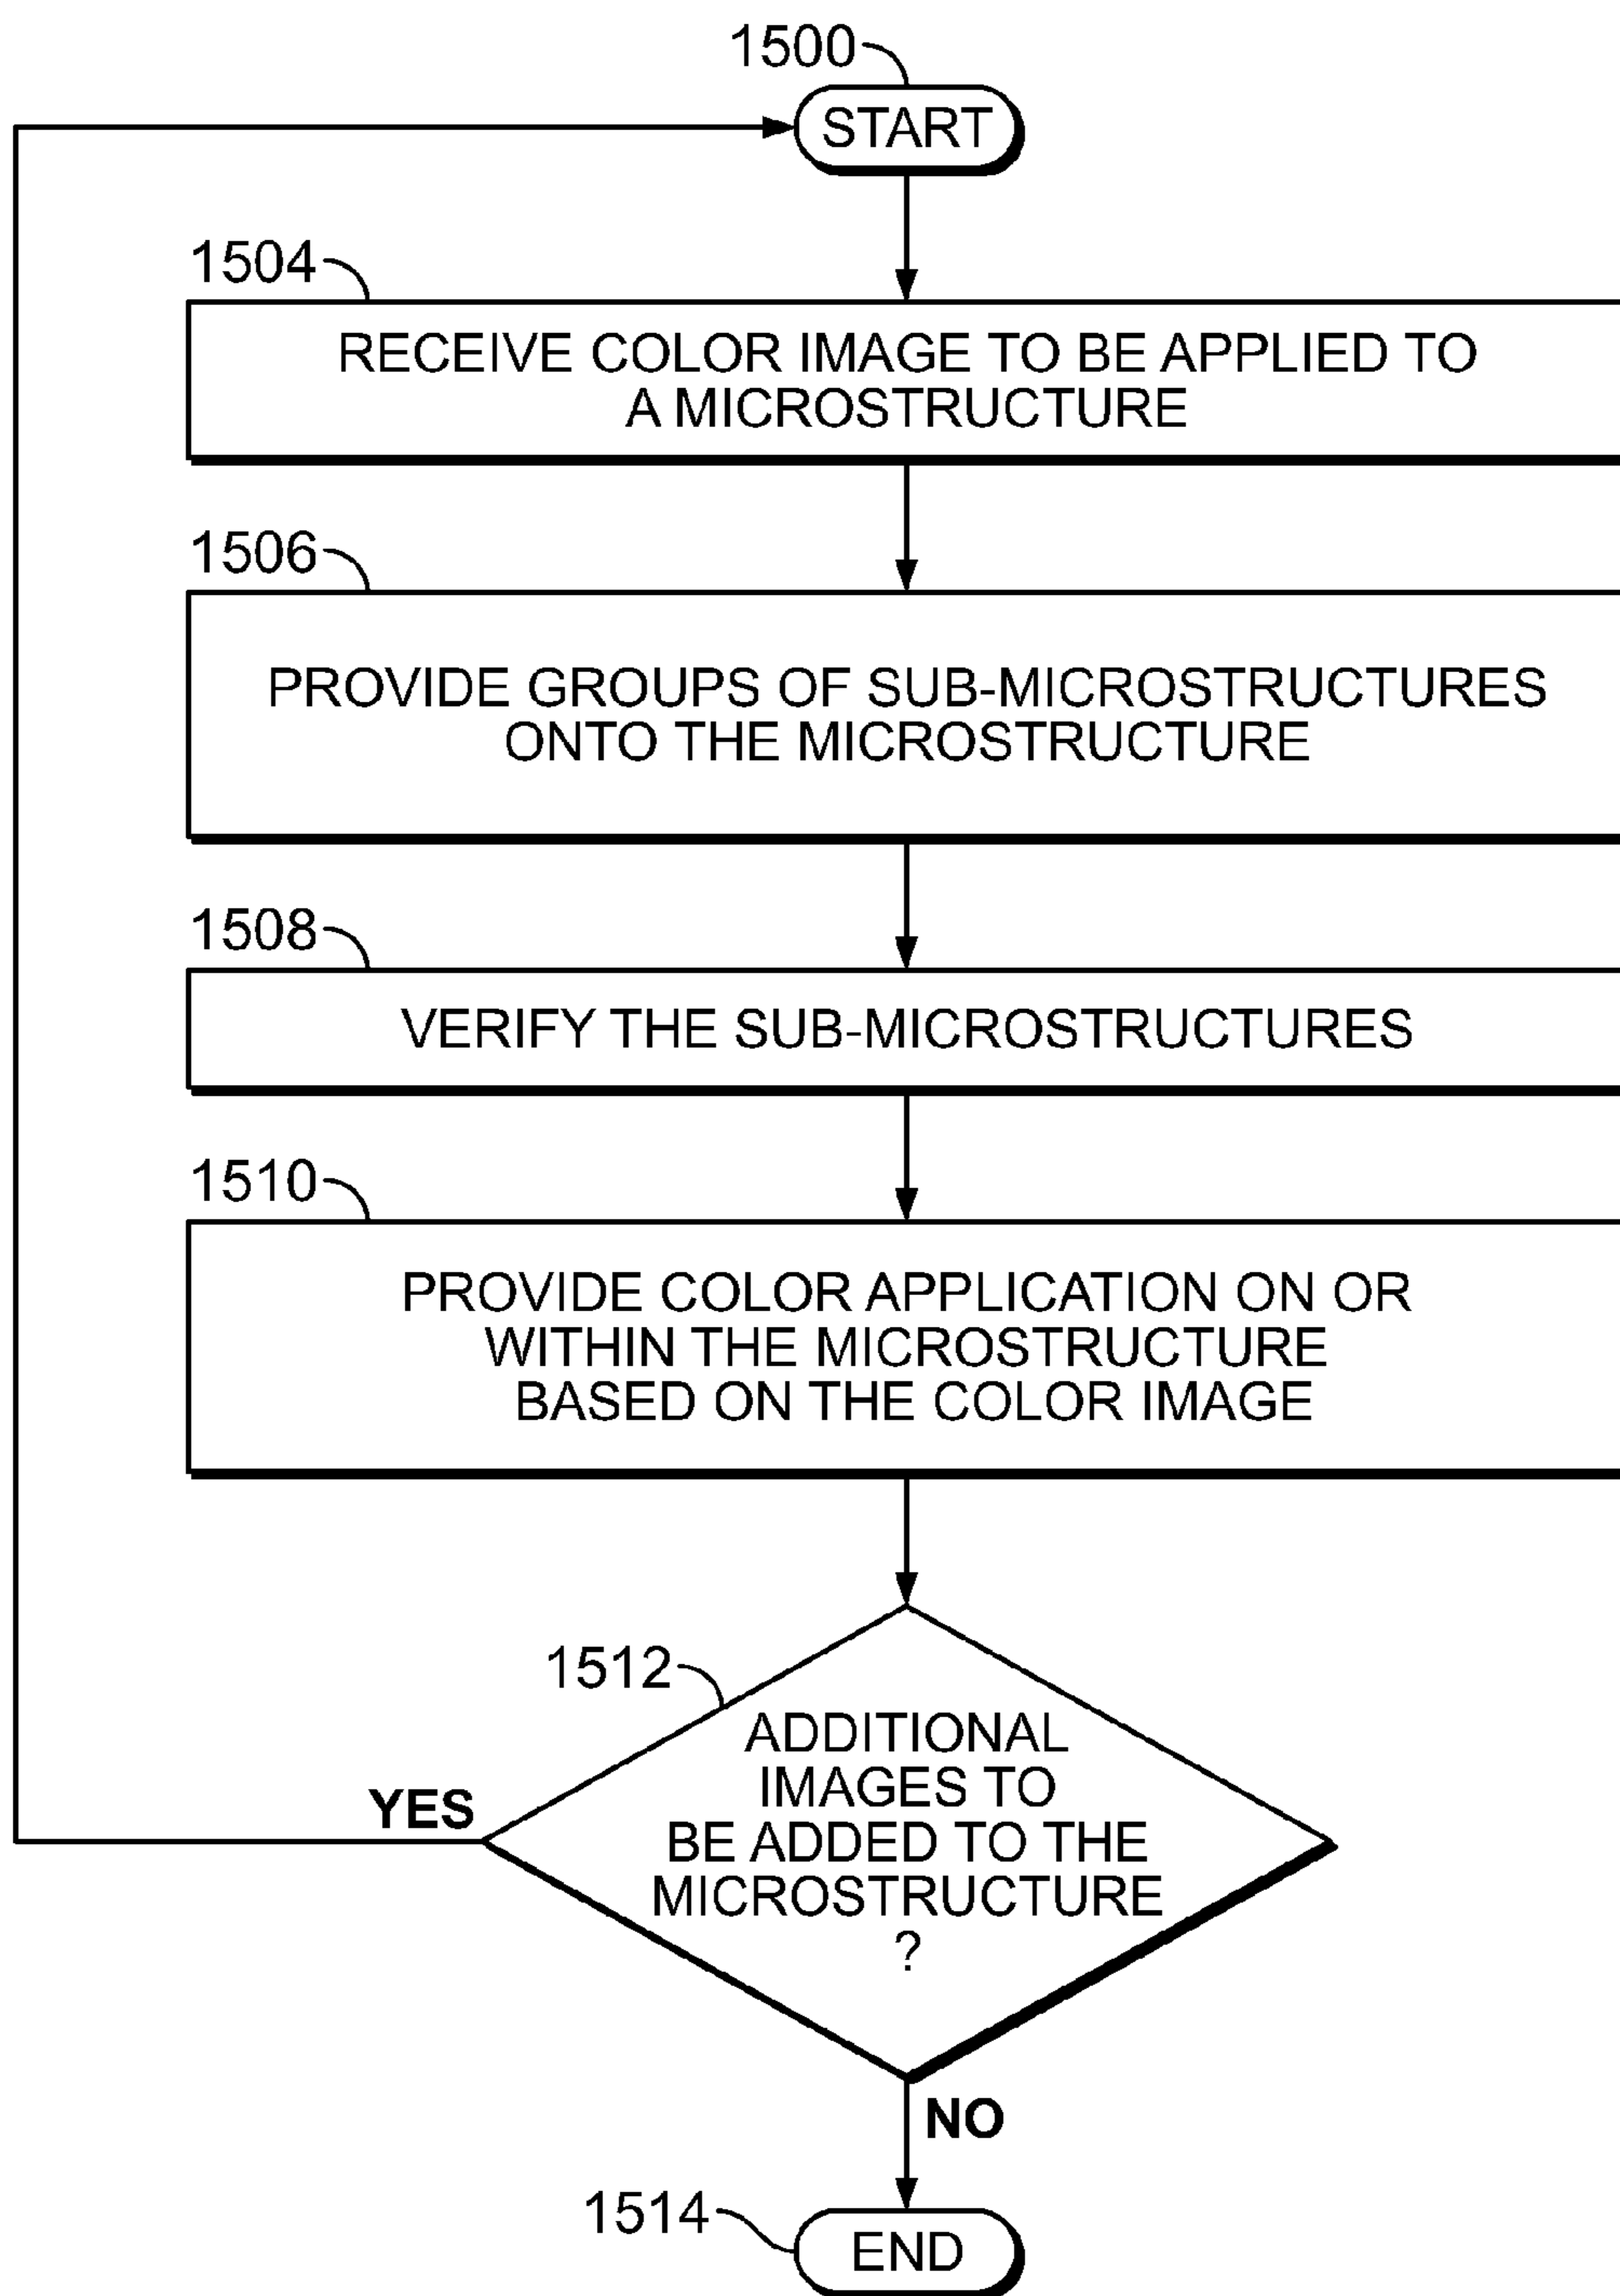 1500
START
1504
RECEIVE COLOR IMAGE TO BE APPLIED TO
A MICROSTRUCTURE
1506
PROVIDE GROUPS OF SUB-MICROSTRUCTURES
ONTO THE MICROSTRUCTURE
1508
VERIFY THE SUB-MICROSTRUCTURES
1510
PROVIDE COLOR APPLICATION ON OR
WITHIN THE MICROSTRUCTURE
BASED ON THE COLOR IMAGE
1512
ADDITIONAL
IMAGES TO
BE ADDED TO THE
MICROSTRUCTURE
?
YES
NO
1514
END